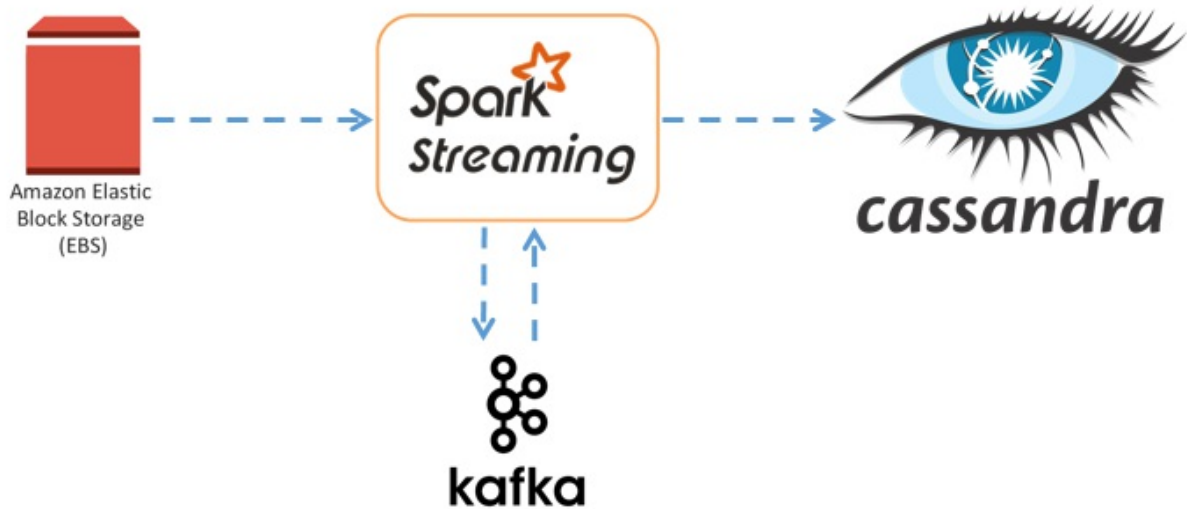 Spark
Streaming
Amazon Elastic
Block Storage
(EBS)
cassandra
kafka